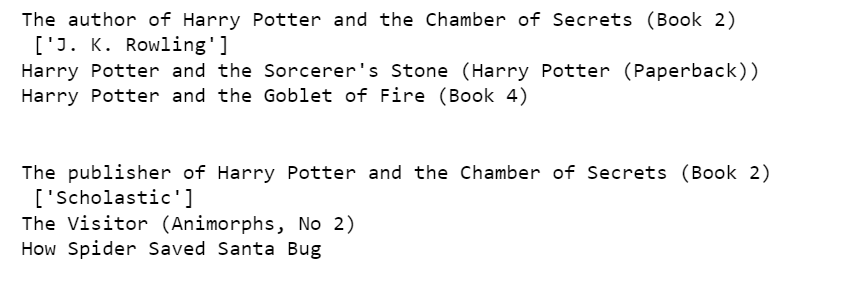 The author of Harry Potter and the Chamber of Secrets (Book 2)
['J. K. Rowling']
Harry Potter and the Sorcerer's Stone (Harry Potter (Paperback))
Harry Potter and the Goblet of Fire (Book 4)
The publisher of Harry Potter and the Chamber of Secrets (Book 2)
['Scholastic']
The Visitor (Animorphs, No 2)
How Spider Saved Santa Bug